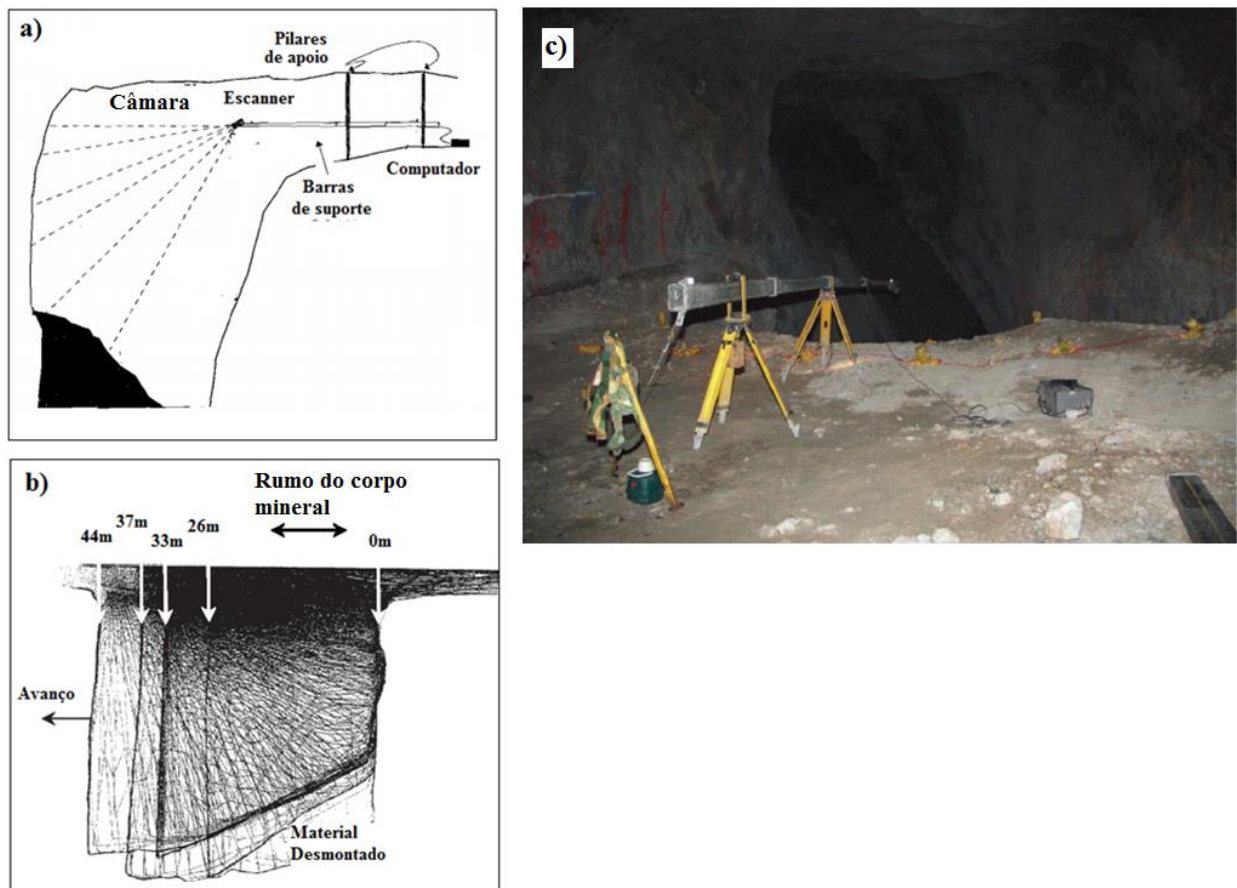 a)
Pilares
de apoio
Câmara
Escanner
Barras
de suporte
Computador
b)
Rumo do corpo
mineral
44m
37m
33m
26m
0m
Avanço
Material
Desmontado
c)